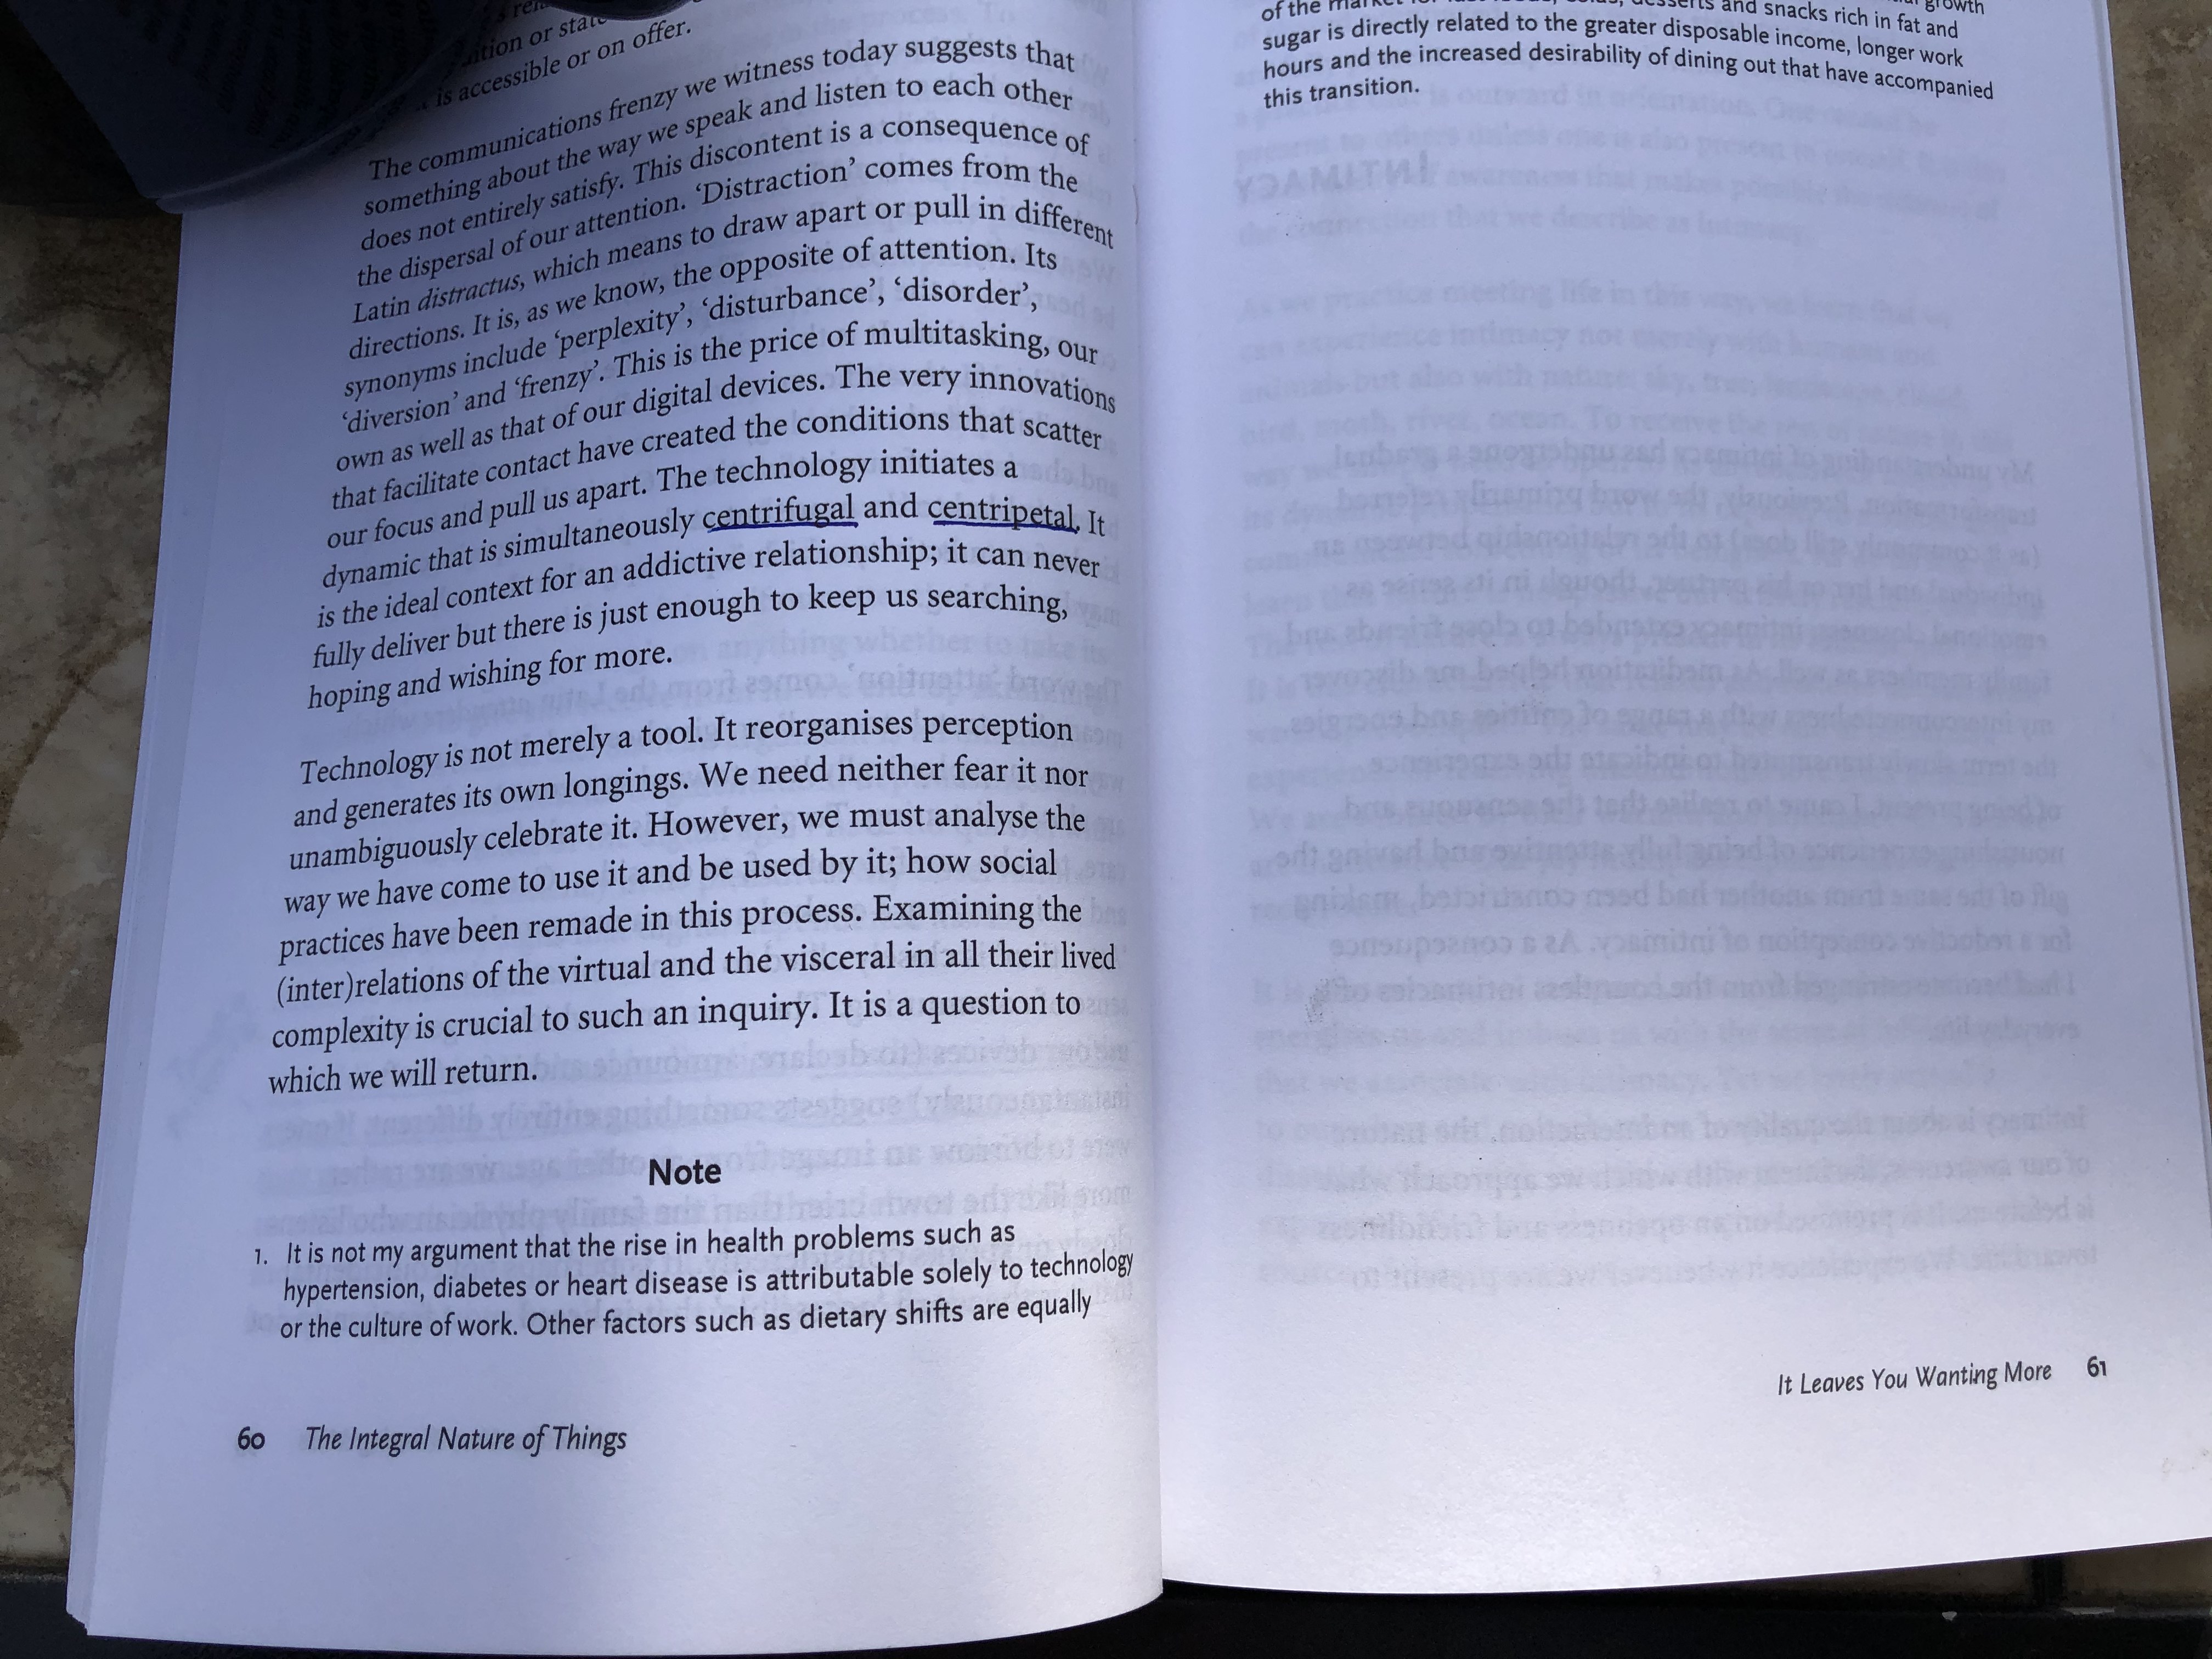 ition or state
is accessible or on offer.
The communications frenzy we witness today suggests that
something about the way we speak and listen to each other
does not entirely satisfy. This discontent is a consequence of
the dispersal of our attention. ‘Distraction’ comes from the
Latin distractus, which means to draw apart or pull in different
directions. It is, as we know, the opposite of attention. Its
synonyms include ‘perplexity’, ‘disturbance’, ‘disorder’,
‘diversion’ and ‘frenzy’. This is the price of multitasking, our
own as well as that of our digital devices. The very innovations
that facilitate contact have created the conditions that scatter
our focus and pull us apart. The technology initiates a
dynamic that is simultaneously centrifugal and centripetal. It
is the ideal context for an addictive relationship; it can never
fully deliver but there is just enough to keep us searching,
hoping and wishing for more.
Technology is not merely a tool. It reorganises perception
and generates its own longings. We need neither fear it nor
unambiguously celebrate it. However, we must analyse the
way we have come to use it and be used by it; how social
practices have been remade in this process. Examining the
(inter)relations of the virtual and the visceral in all their lived
complexity is crucial to such an inquiry. It is a question to
which we will return.
Note
1. It is not my argument that the rise in health problems such as
hypertension, diabetes or heart disease is attributable solely to technology
or the culture of work. Other factors such as dietary shifts are equally
60 The Integral Nature of Things
growth
of the market for desserts and snacks rich in fat and
sugar is directly related to the greater disposable income, longer work
hours and the increased desirability of dining out that have accompanied
this transition.
It Leaves You Wanting More 61